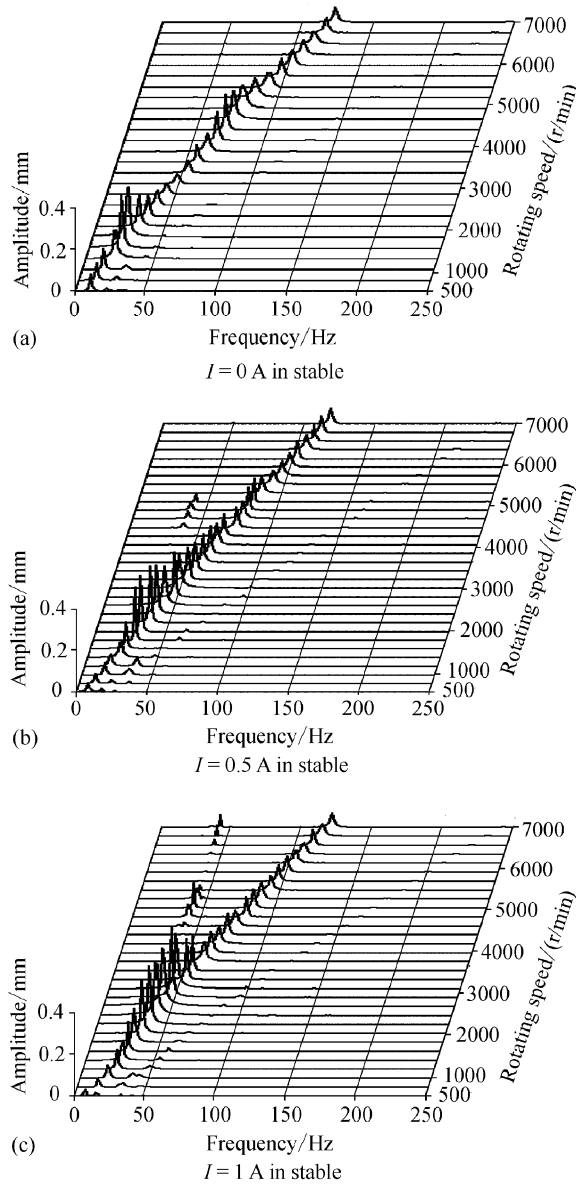 7000
6000
5000
4000
3000
2000
1000
500
Rotating speed/(r/min)
0.4
0.2
0
Amplitude/mm
0 50 100 150 200 250
Frequency/Hz
(a)
I = 0 A in stable
7000
6000
5000
4000
3000
2000
1000
500
Rotating speed/(r/min)
0.4
0.2
0
Amplitude/mm
0 50 100 150 200 250
Frequency/Hz
(b)
I = 0.5 A in stable
7000
6000
5000
4000
3000
2000
1000
500
Rotating speed/(r/min)
0.4
0.2
0
Amplitude/mm
0 50 100 150 200 250
Frequency/Hz
(c)
I = 1 A in stable